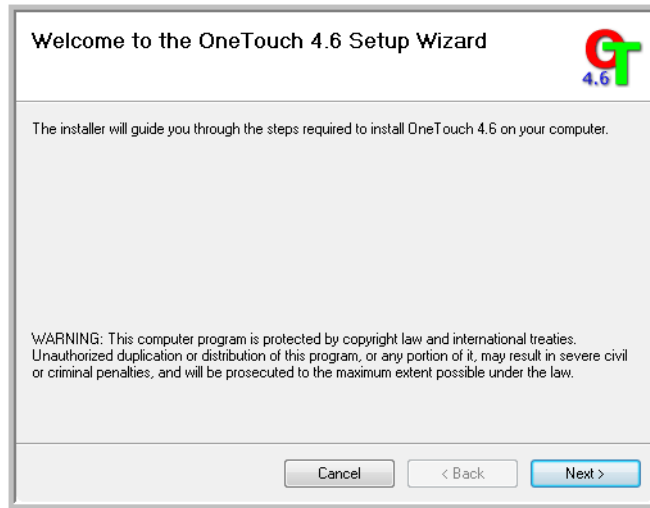 Welcome to the OneTouch 4.6 Setup Wizard
OT
4.6
The installer will guide you through the steps required to install OneTouch 4.6 on your computer.
WARNING: This computer program is protected by copyright law and international treaties.
Unauthorized duplication or distribution of this program, or any portion of it, may result in severe civil
or criminal penalties, and will be prosecuted to the maximum extent possible under the law.
Cancel
< Back
Next >